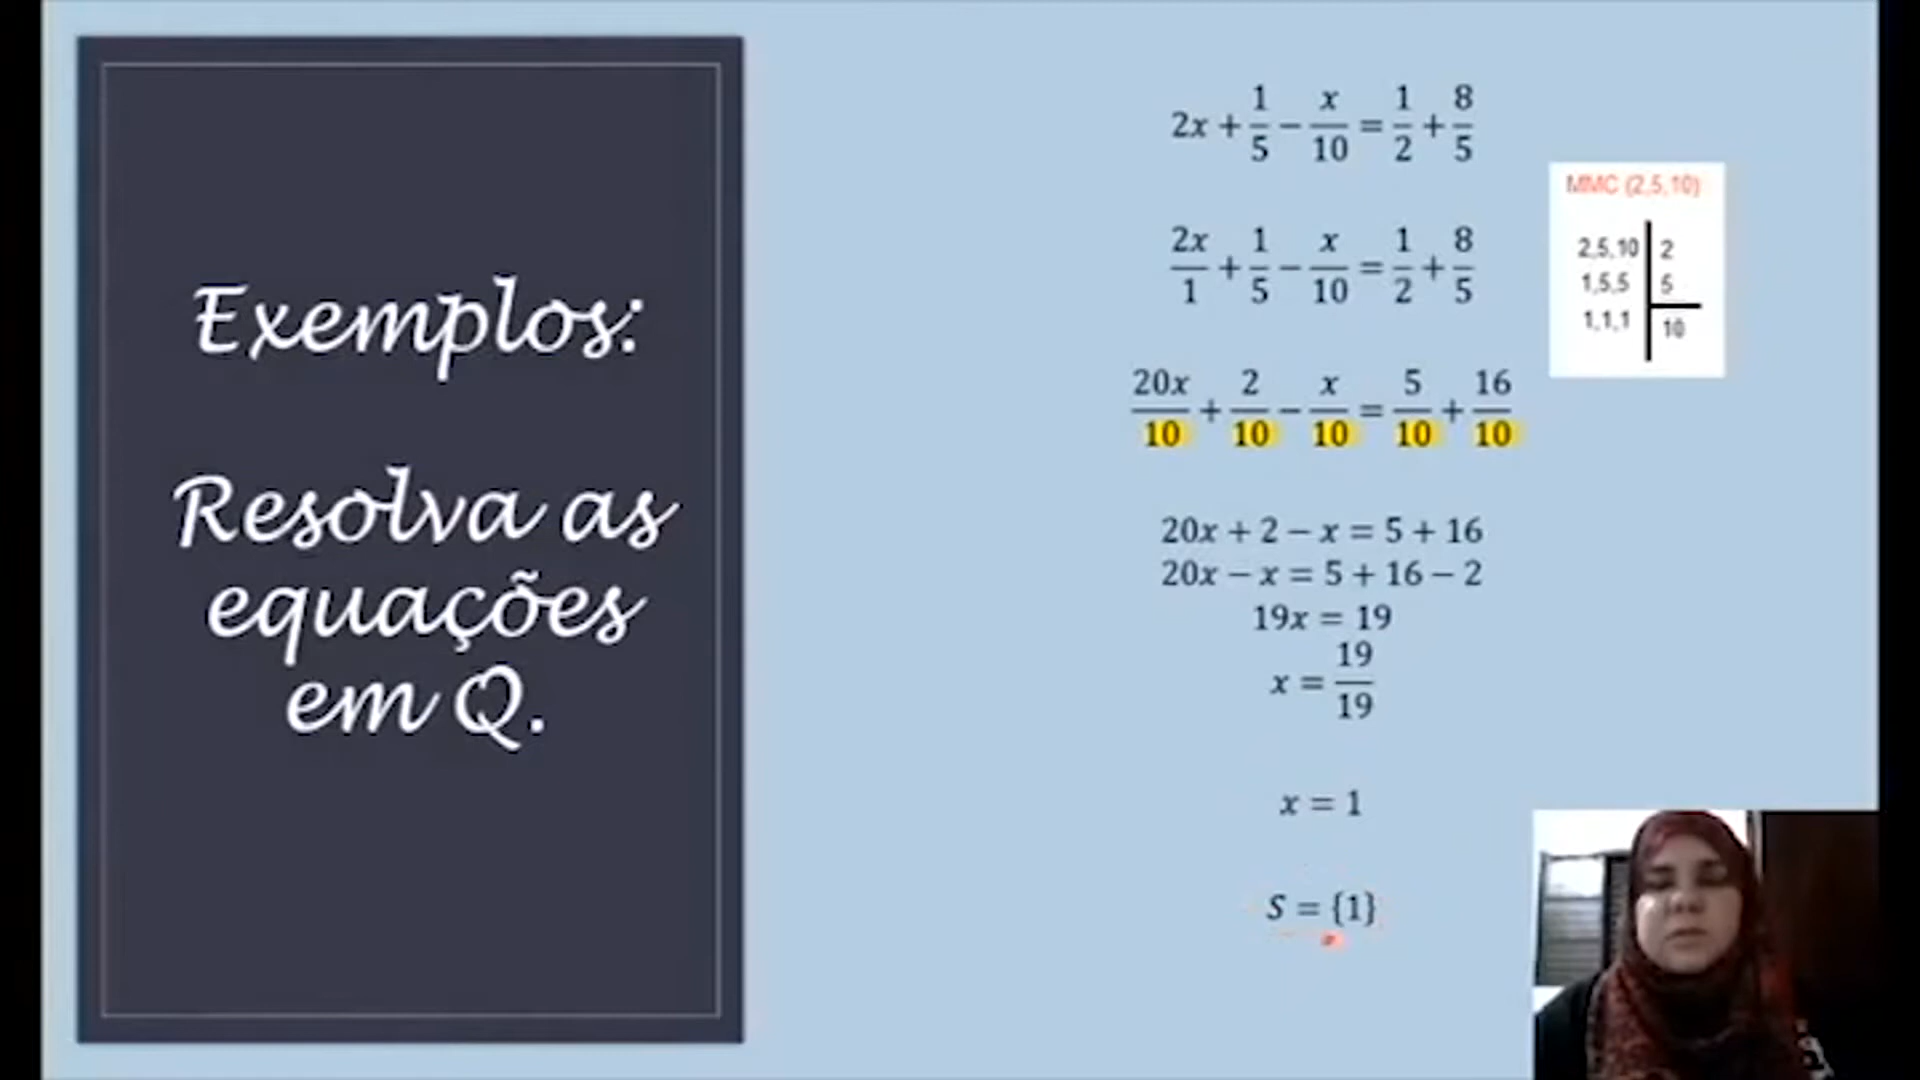 Exemplos:
Resolva as
equações
em Q.
2x + 1/5 − x/10 = 1/2 + 8/5
2x/1 + 1/5 − x/10 = 1/2 + 8/5
20x/10 + 2/10 − x/10 = 5/10 + 16/10
20x + 2 − x = 5 + 16
20x − x = 5 + 16 − 2
19x = 19
x = 19/19
x = 1
S = {1}
MMC (2,5,10)
2,5,10 | 2
1,5,5 | 5
1,1,1 | 10